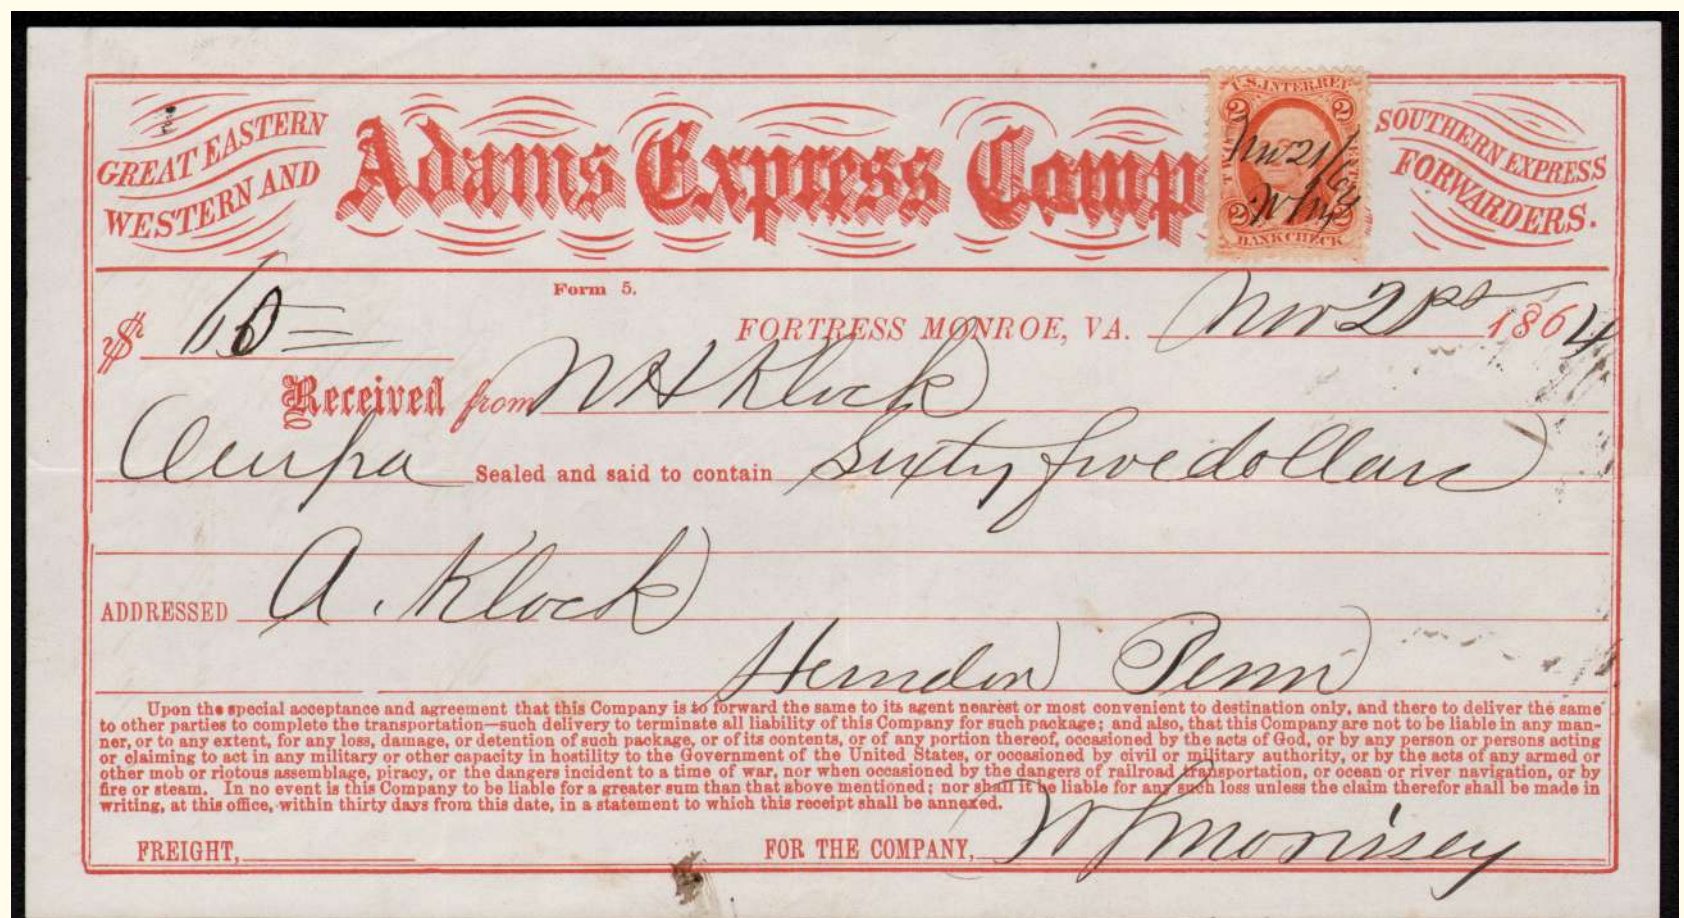 GREAT EASTERN
WESTERN AND
Adams Express Comp
SOUTHERN EXPRESS
FORWARDERS.
U.S. INTER. REV.
2 2
Nov 21/64
2 2
BANK CHECK
Form 5.
$
FORTRESS MONROE, VA. Nov 21st 1864
Received from W H Klock
Sealed and said to contain Sixty five dollars
ADDRESSED A. Klock
Herndon Penn
Upon the special acceptance and agreement that this Company is to forward the same to its agent nearest or most convenient to destination only, and there to deliver the same
to other parties to complete the transportation—such delivery to terminate all liability of this Company for such package; and also, that this Company are not to be liable in any man-
ner, or to any extent, for any loss, damage, or detention of such package, or of its contents, or of any portion thereof, occasioned by the acts of God, or by any person or persons acting
or claiming to act in any military or other capacity in hostility to the Government of the United States, or occasioned by civil or military authority, or by the acts of any armed or
other mob or riotous assemblage, piracy, or the dangers incident to a time of war, nor when occasioned by the dangers of railroad transportation, or ocean or river navigation, or by
fire or steam. In no event is this Company to be liable for a greater sum than that above mentioned; nor shall it be liable for any such loss unless the claim therefor shall be made in
writing, at this office, within thirty days from this date, in a statement to which this receipt shall be annexed.
FREIGHT,
FOR THE COMPANY, W J Morrisey